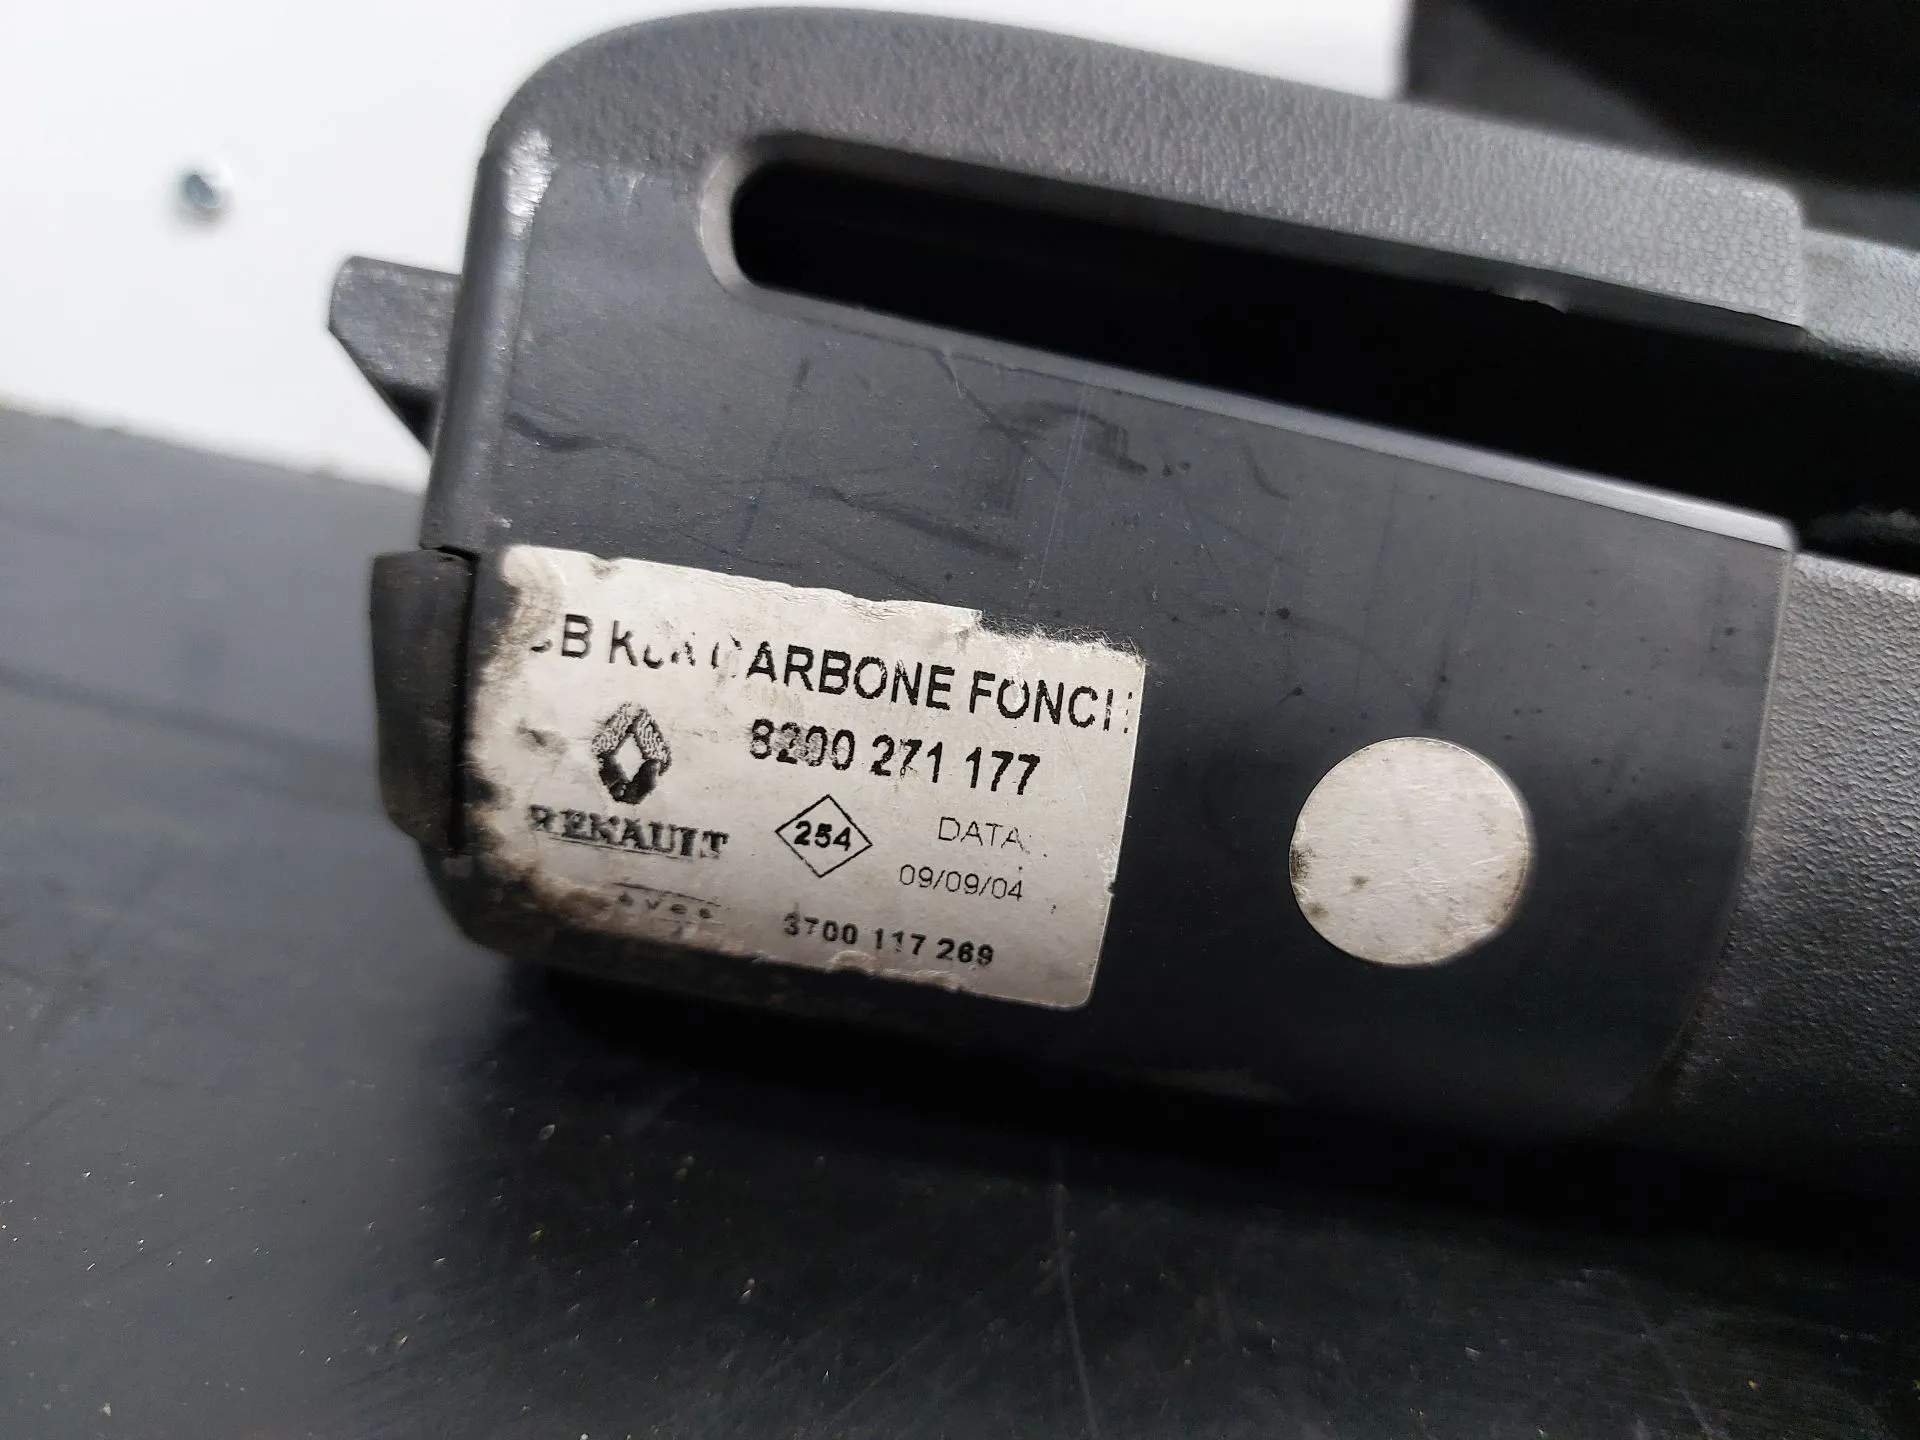 CARBONE FONC
8200 271 177
RENAULT
254
DATA
09/09/04
3700 117 269